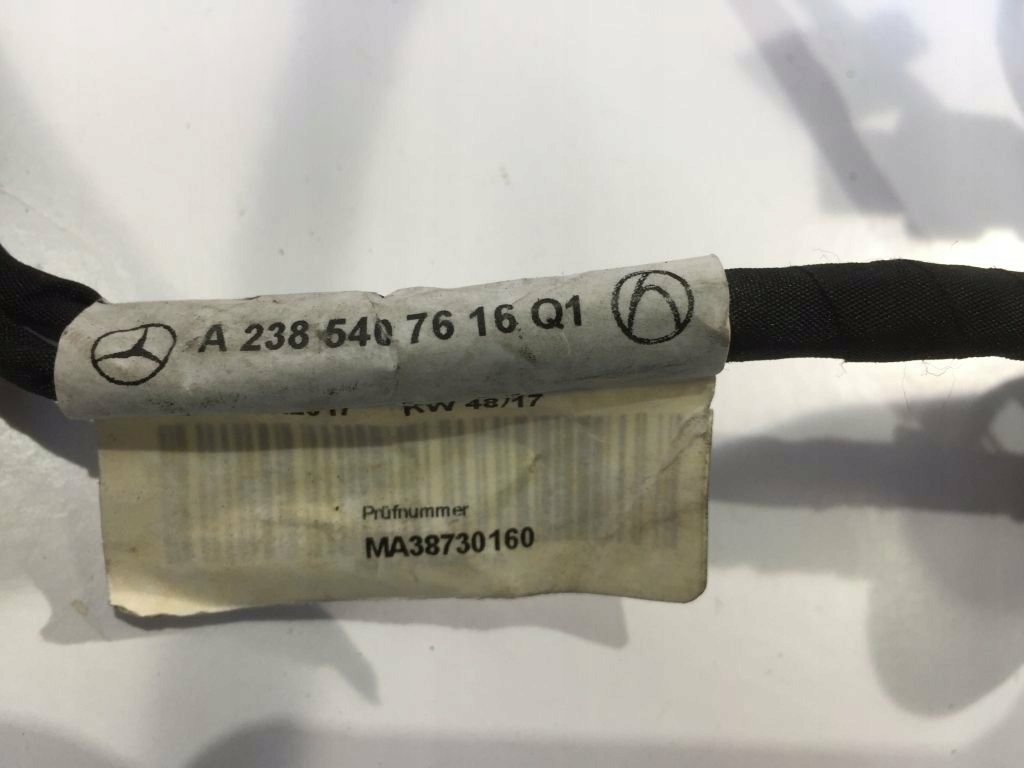 A 238 540 76 16 Q1
KW 48/17
Prüfnummer
MA38730160